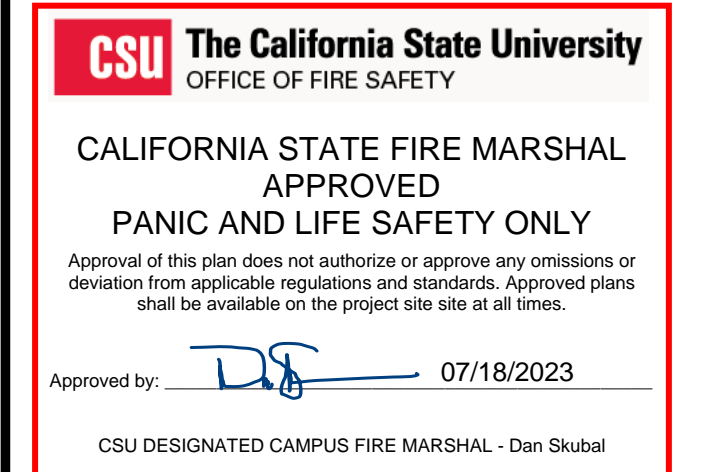 CSU The California State University
OFFICE OF FIRE SAFETY
CALIFORNIA STATE FIRE MARSHAL
APPROVED
PANIC AND LIFE SAFETY ONLY
Approval of this plan does not authorize or approve any omissions or
deviation from applicable regulations and standards. Approved plans
shall be available on the project site site at all times.
Approved by: 07/18/2023
CSU DESIGNATED CAMPUS FIRE MARSHAL - Dan Skubal